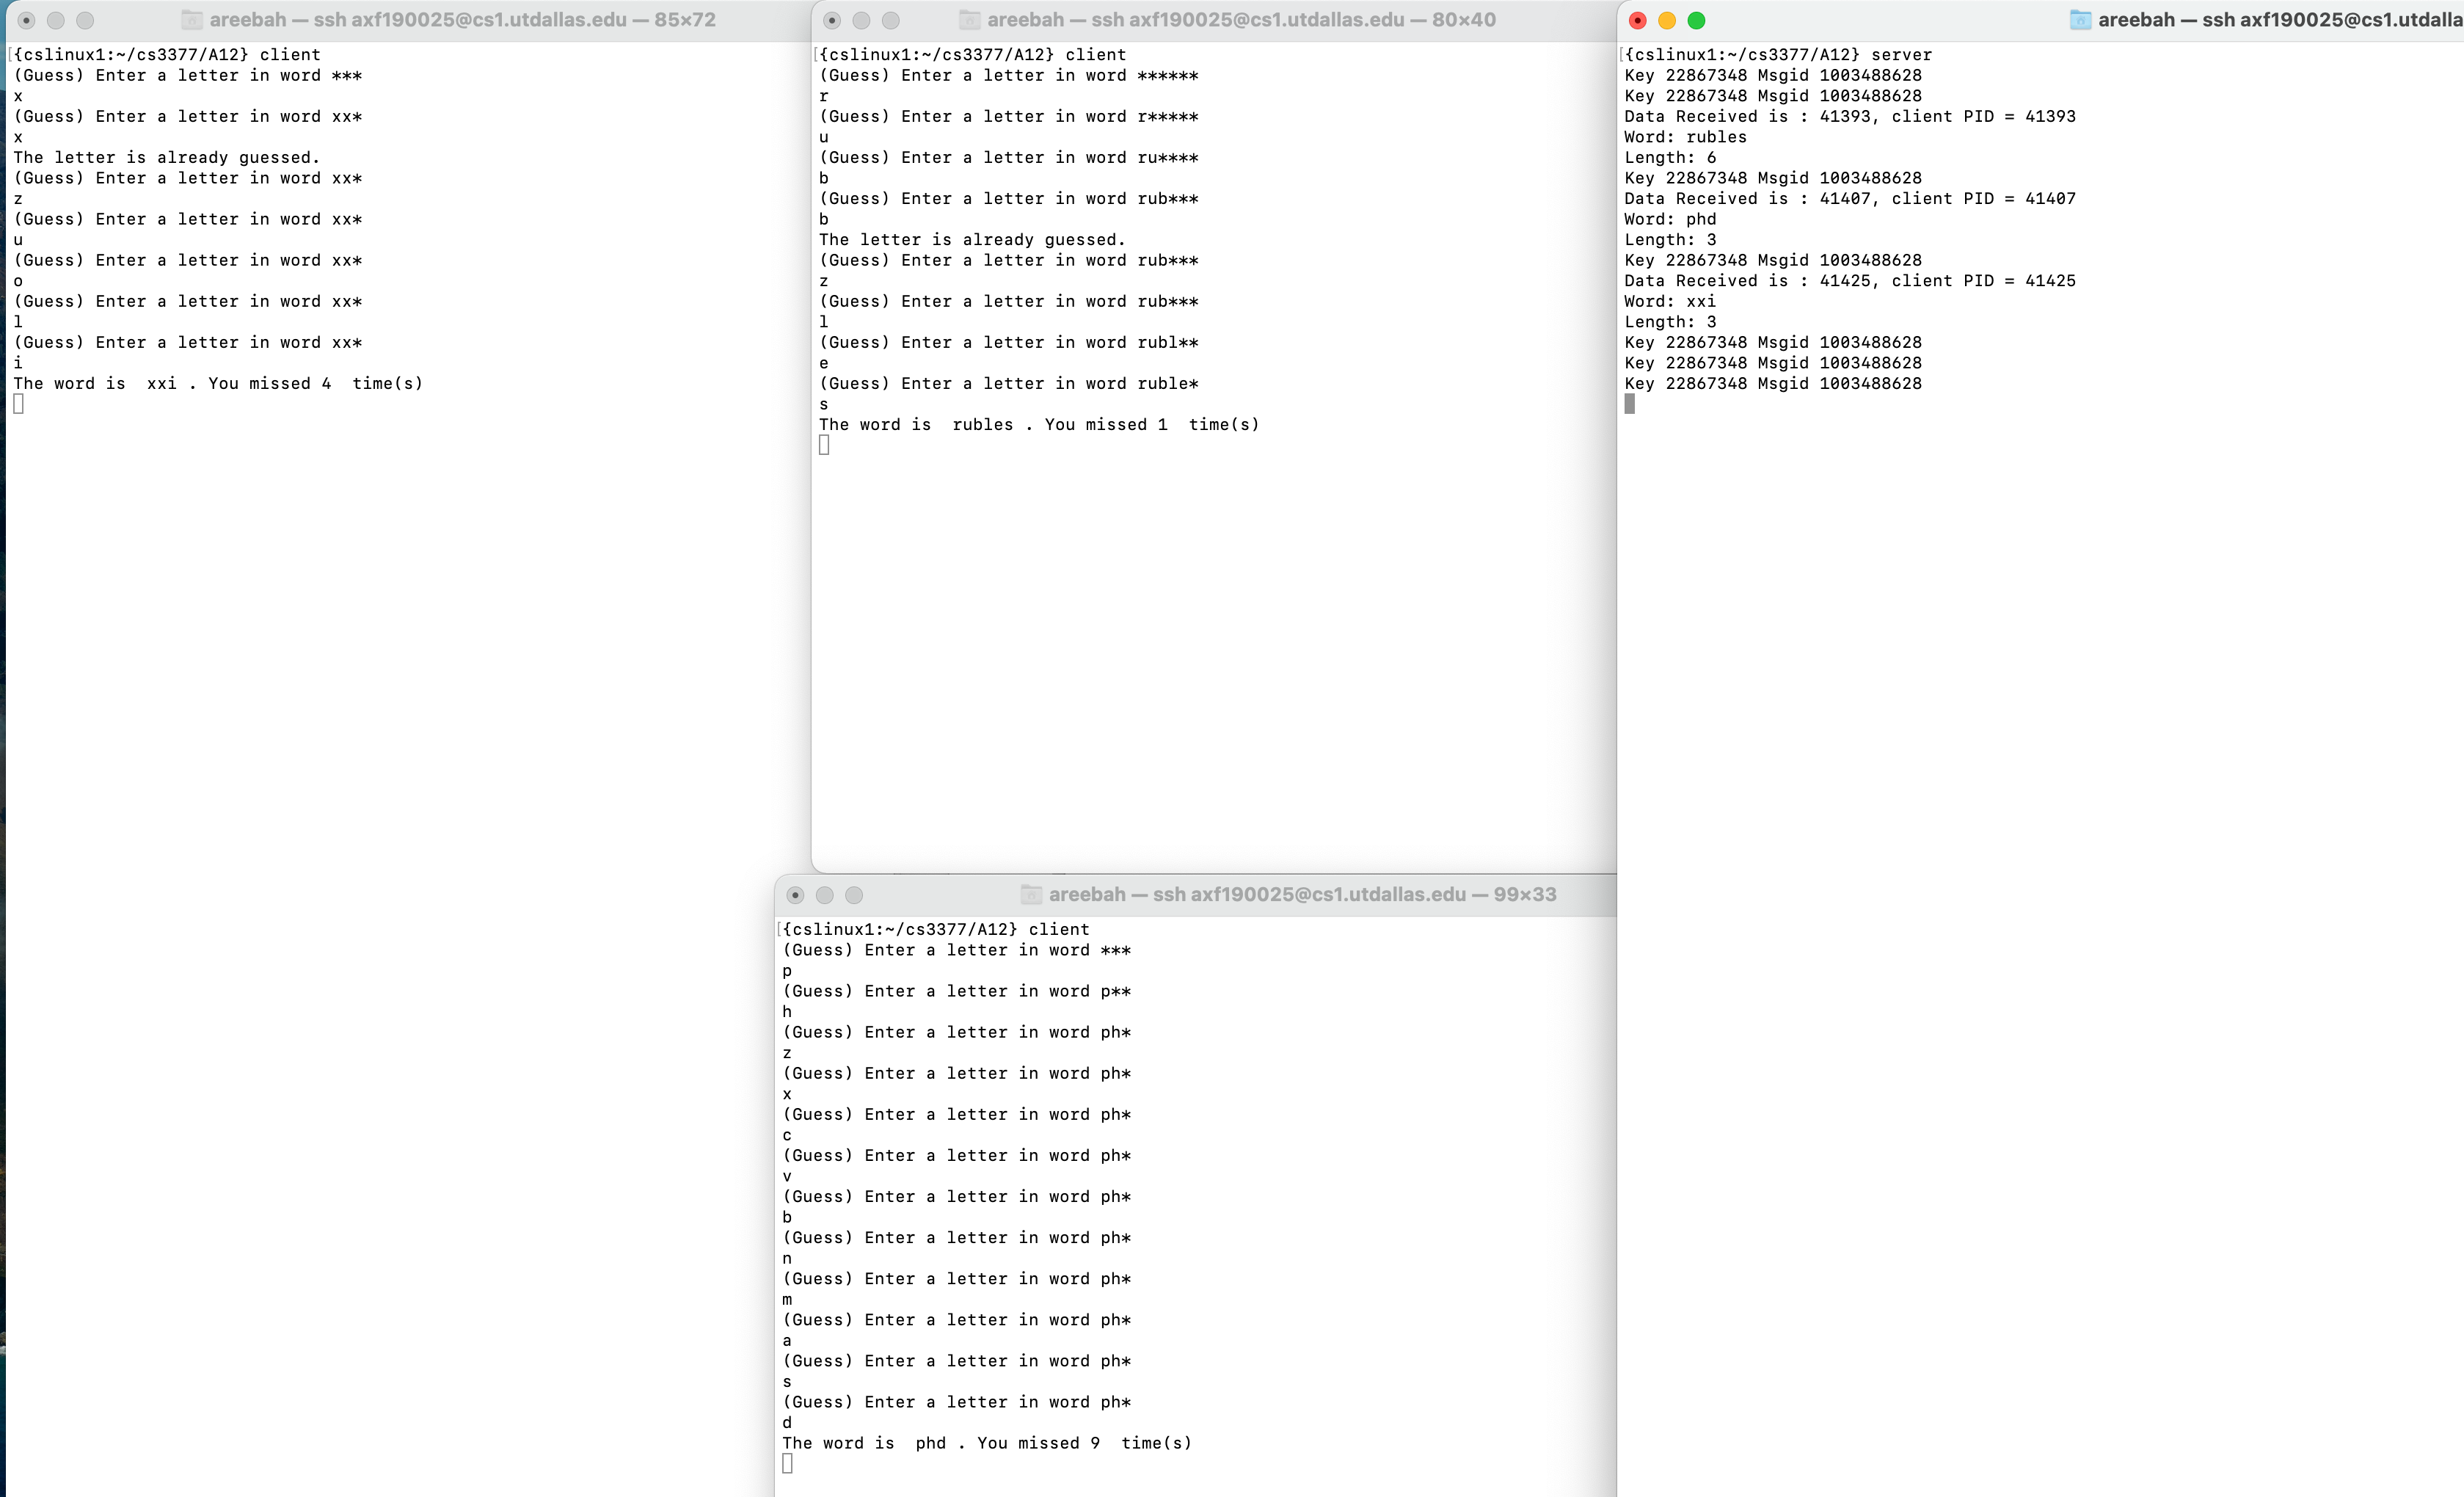 areebah — ssh axf190025@cs1.utdallas.edu — 85×72
[{cslinux1:~/cs3377/A12} client
(Guess) Enter a letter in word ***
x
(Guess) Enter a letter in word xx*
x
The letter is already guessed.
(Guess) Enter a letter in word xx*
z
(Guess) Enter a letter in word xx*
u
(Guess) Enter a letter in word xx*
o
(Guess) Enter a letter in word xx*
l
(Guess) Enter a letter in word xx*
i
The word is  xxi . You missed 4  time(s)
areebah — ssh axf190025@cs1.utdallas.edu — 80×40
[{cslinux1:~/cs3377/A12} client
(Guess) Enter a letter in word ******
r
(Guess) Enter a letter in word r*****
u
(Guess) Enter a letter in word ru****
b
(Guess) Enter a letter in word rub***
b
The letter is already guessed.
(Guess) Enter a letter in word rub***
z
(Guess) Enter a letter in word rub***
l
(Guess) Enter a letter in word rubl**
e
(Guess) Enter a letter in word ruble*
s
The word is  rubles . You missed 1  time(s)
areebah — ssh axf190025@cs1.utdallas.edu — 99×33
[{cslinux1:~/cs3377/A12} client
(Guess) Enter a letter in word ***
p
(Guess) Enter a letter in word p**
h
(Guess) Enter a letter in word ph*
z
(Guess) Enter a letter in word ph*
x
(Guess) Enter a letter in word ph*
c
(Guess) Enter a letter in word ph*
v
(Guess) Enter a letter in word ph*
b
(Guess) Enter a letter in word ph*
n
(Guess) Enter a letter in word ph*
m
(Guess) Enter a letter in word ph*
a
(Guess) Enter a letter in word ph*
s
(Guess) Enter a letter in word ph*
d
The word is  phd . You missed 9  time(s)
areebah — ssh axf190025@cs1.utdalla
[{cslinux1:~/cs3377/A12} server
Key 22867348 Msgid 1003488628
Key 22867348 Msgid 1003488628
Data Received is : 41393, client PID = 41393
Word: rubles
Length: 6
Key 22867348 Msgid 1003488628
Data Received is : 41407, client PID = 41407
Word: phd
Length: 3
Key 22867348 Msgid 1003488628
Data Received is : 41425, client PID = 41425
Word: xxi
Length: 3
Key 22867348 Msgid 1003488628
Key 22867348 Msgid 1003488628
Key 22867348 Msgid 1003488628